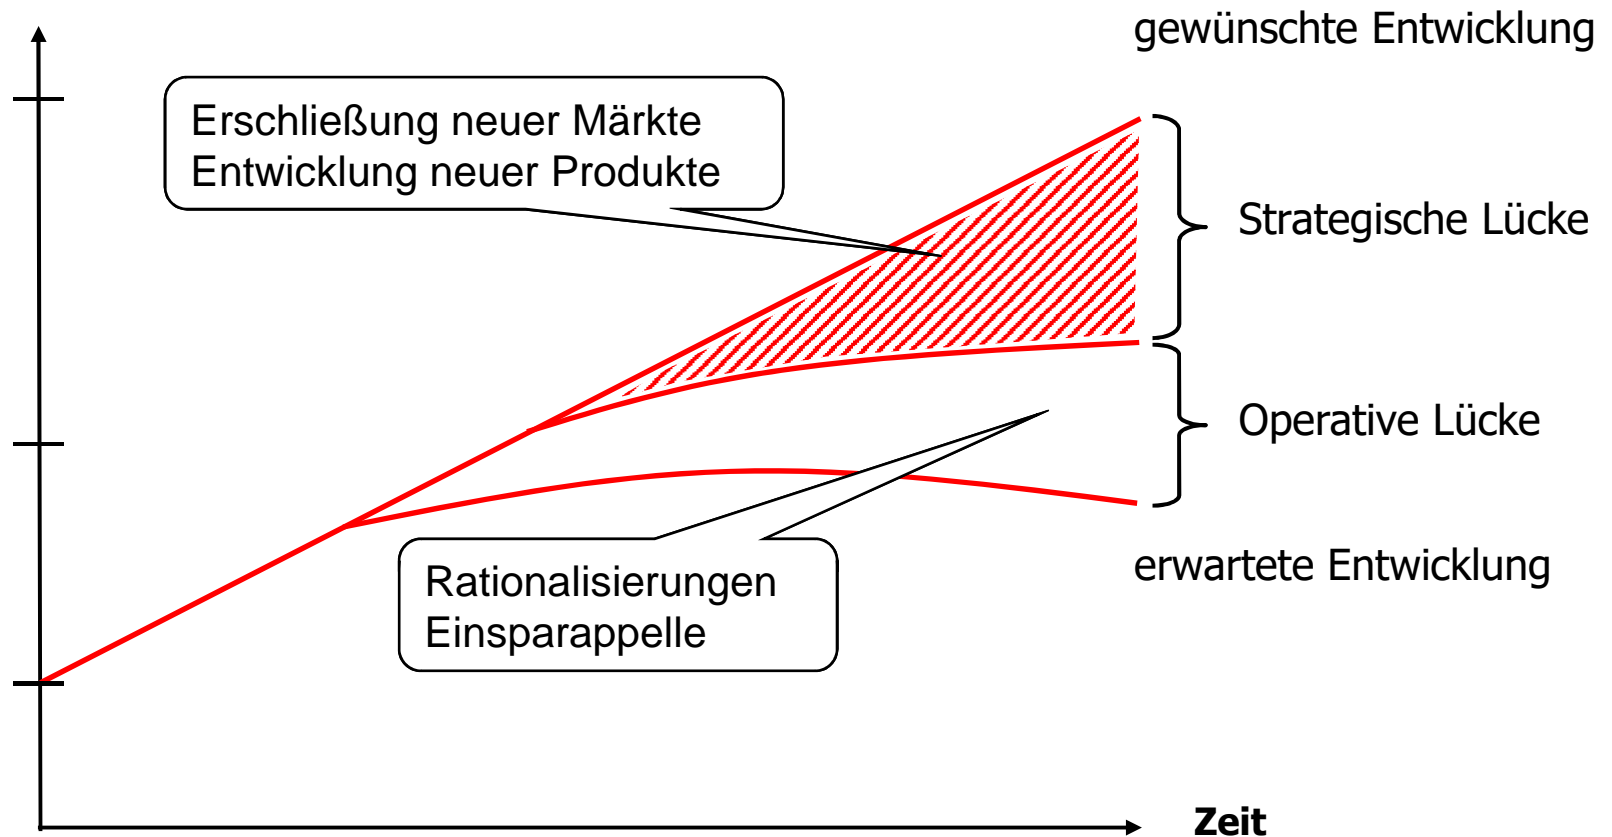 gewünschte Entwicklung
Erschließung neuer Märkte
Entwicklung neuer Produkte
Strategische Lücke
Operative Lücke
Rationalisierungen
Einsparappelle
erwartete Entwicklung
Zeit